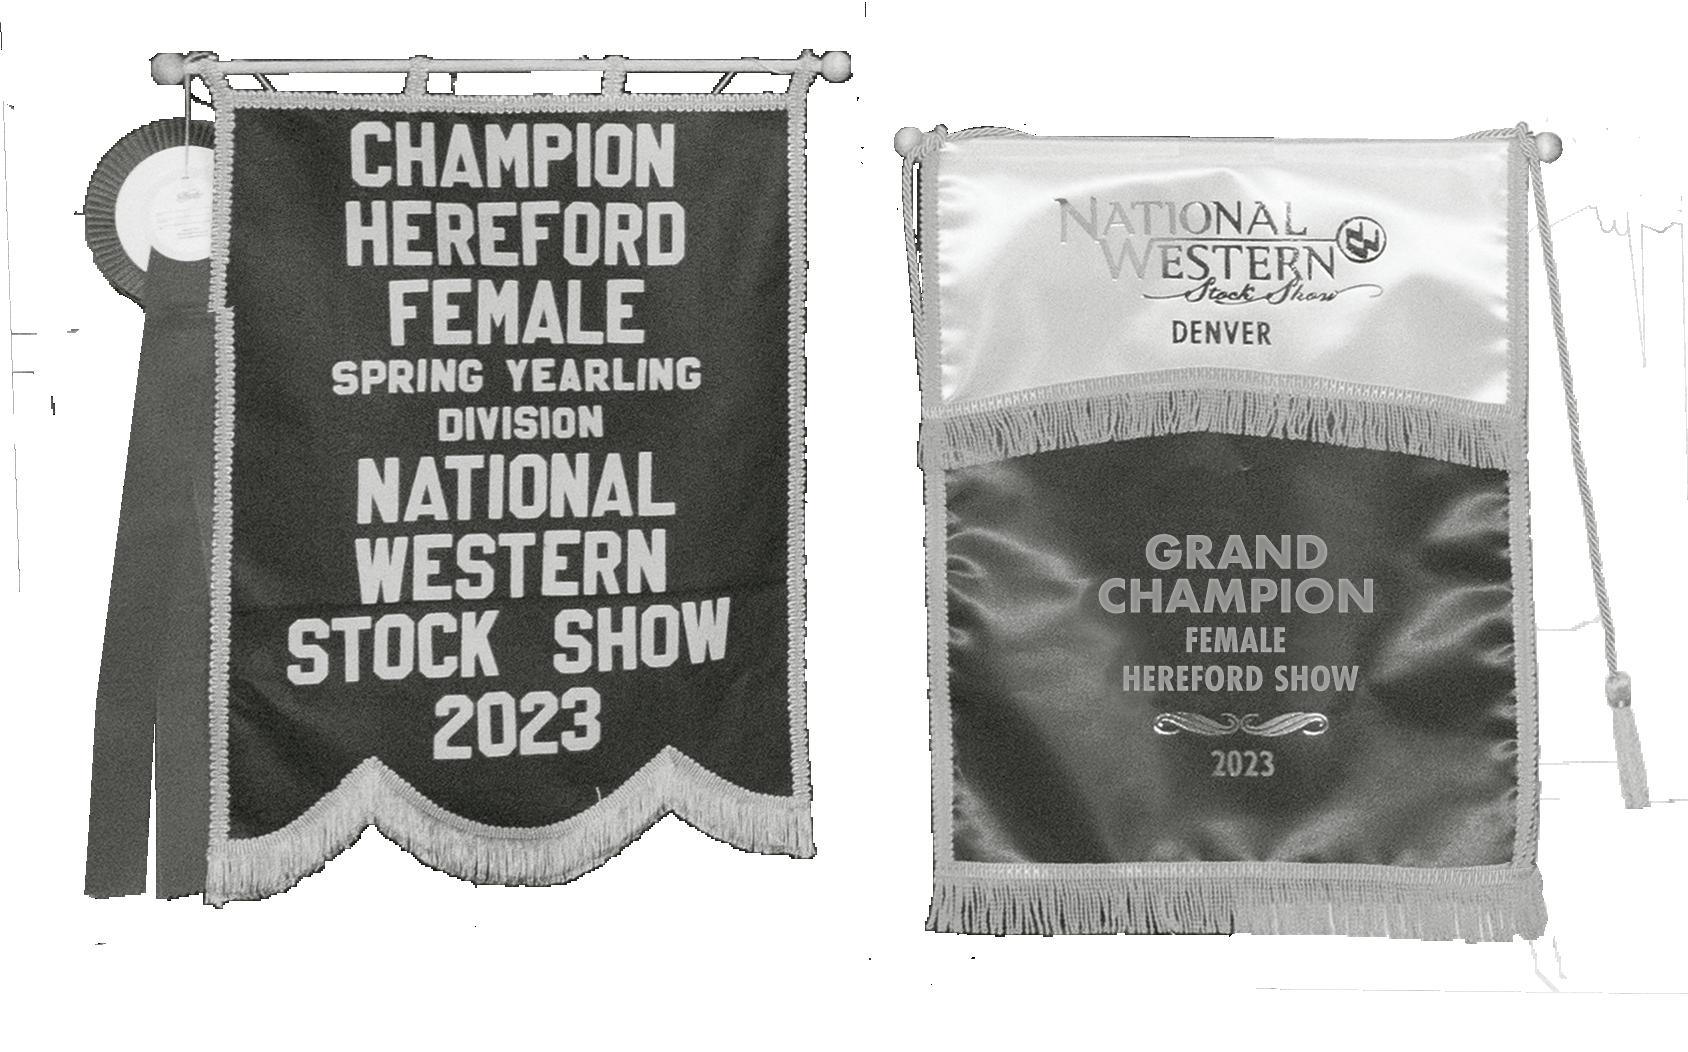 CHAMPION
HEREFORD
FEMALE
SPRING YEARLING
DIVISION
NATIONAL
WESTERN
STOCK SHOW
2023
NATIONAL
WESTERN
Stock Show
DENVER
GRAND
CHAMPION
FEMALE
HEREFORD SHOW
2023